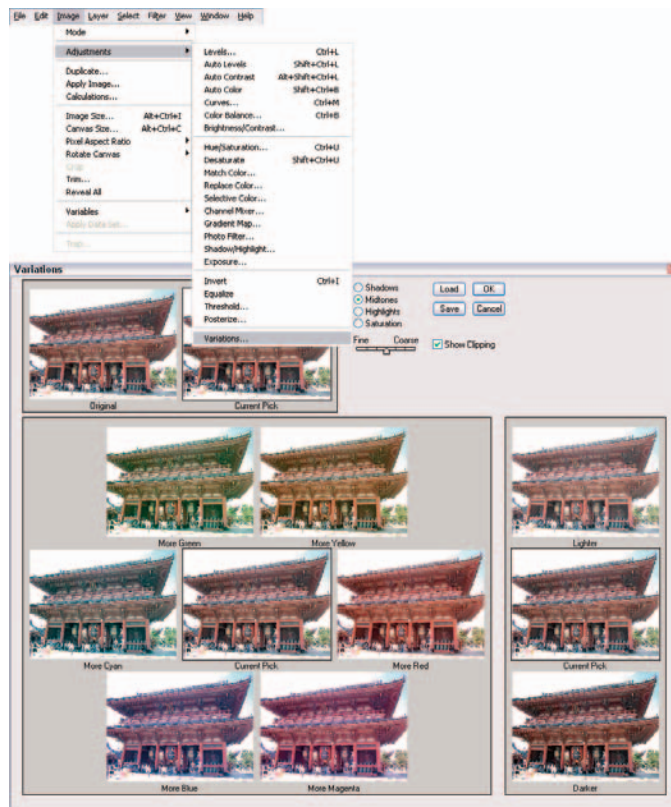 File Edit Image Layer Select Filter View Window Help
Mode
Adjustments
Duplicate...
Apply Image...
Calculations...
Image Size... Alt+Ctrl+I
Canvas Size... Alt+Ctrl+C
Pixel Aspect Ratio
Rotate Canvas
Crop
Trim...
Reveal All
Variables
Apply Data Set...
Trap...
Levels... Ctrl+L
Auto Levels Shift+Ctrl+L
Auto Contrast Alt+Shift+Ctrl+L
Auto Color Shift+Ctrl+B
Curves... Ctrl+M
Color Balance... Ctrl+B
Brightness/Contrast...
Hue/Saturation... Ctrl+U
Desaturate Shift+Ctrl+U
Match Color...
Replace Color...
Selective Color...
Channel Mixer...
Gradient Map...
Photo Filter...
Shadow/Highlight...
Exposure...
Invert Ctrl+I
Equalize
Threshold...
Posterize...
Variations...
Variations
Shadows
Midtones
Highlights
Saturation
Fine Coarse
Load OK
Save Cancel
Show Clipping
Original Current Pick
More Green More Yellow
Lighter
More Cyan Current Pick More Red
Current Pick
More Blue More Magenta
Darker